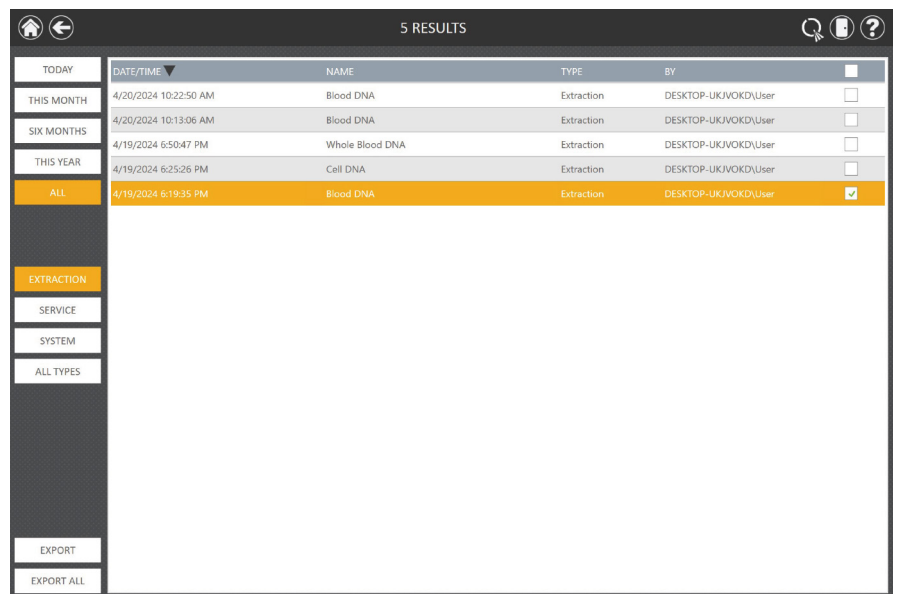 5 RESULTS
?
TODAY
THIS MONTH
SIX MONTHS
THIS YEAR
ALL
EXTRACTION
SERVICE
SYSTEM
ALL TYPES
EXPORT
EXPORT ALL
DATE/TIME NAME TYPE BY
4/20/2024 10:22:50 AM Blood DNA Extraction DESKTOP-UKJVOKD\User
4/20/2024 10:13:06 AM Blood DNA Extraction DESKTOP-UKJVOKD\User
4/19/2024 6:50:47 PM Whole Blood DNA Extraction DESKTOP-UKJVOKD\User
4/19/2024 6:25:26 PM Cell DNA Extraction DESKTOP-UKJVOKD\User
4/19/2024 6:19:35 PM Blood DNA Extraction DESKTOP-UKJVOKD\User